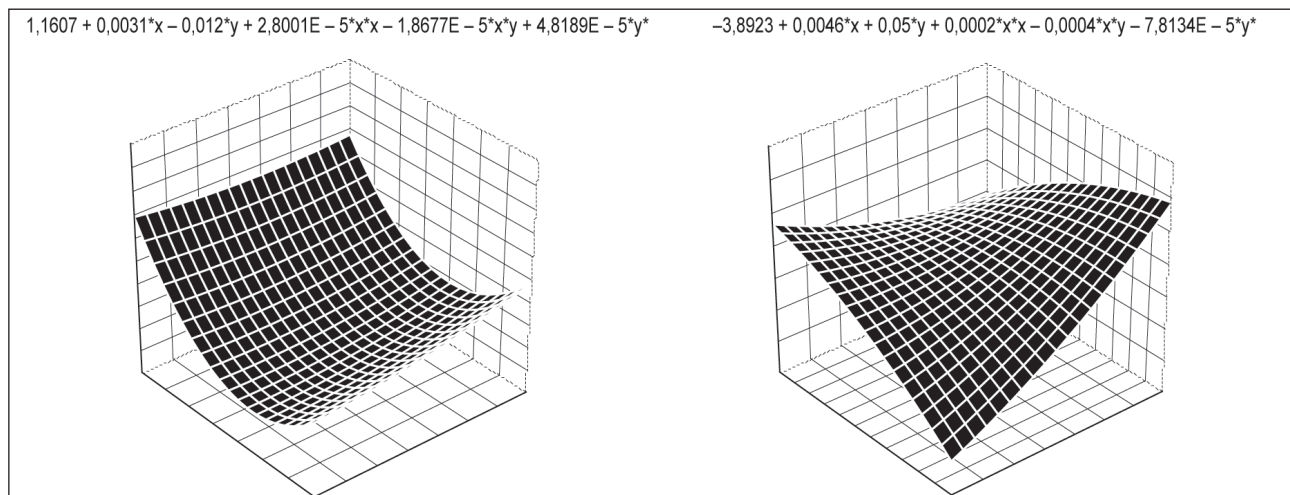 1,1607 + 0,0031*x – 0,012*y + 2,8001E – 5*x*x – 1,8677E – 5*x*y + 4,8189E – 5*y*
–3,8923 + 0,0046*x + 0,05*y + 0,0002*x*x – 0,0004*x*y – 7,8134E – 5*y*